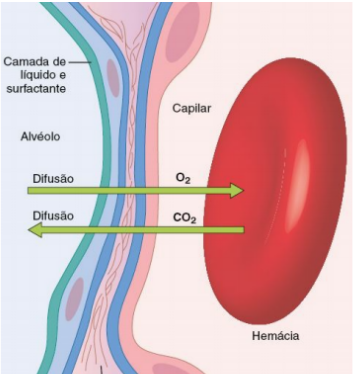 Camada de
líquido e
surfactante
Capilar
Alvéolo
Difusão
O2
Difusão
CO2
Hemácia